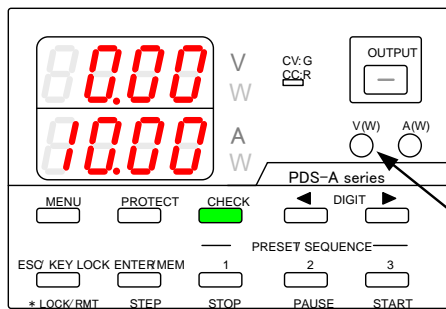 0.00 V
W
CV:G
CC:R
OUTPUT
10.00 A
W
V(W) A(W)
PDS-A series
MENU PROTECT CHECK ◀ DIGIT ▶
PRESET/ SEQUENCE
ESC/ KEY LOCK ENTER/MEM 1 2 3
* LOCK/RMT STEP STOP PAUSE START